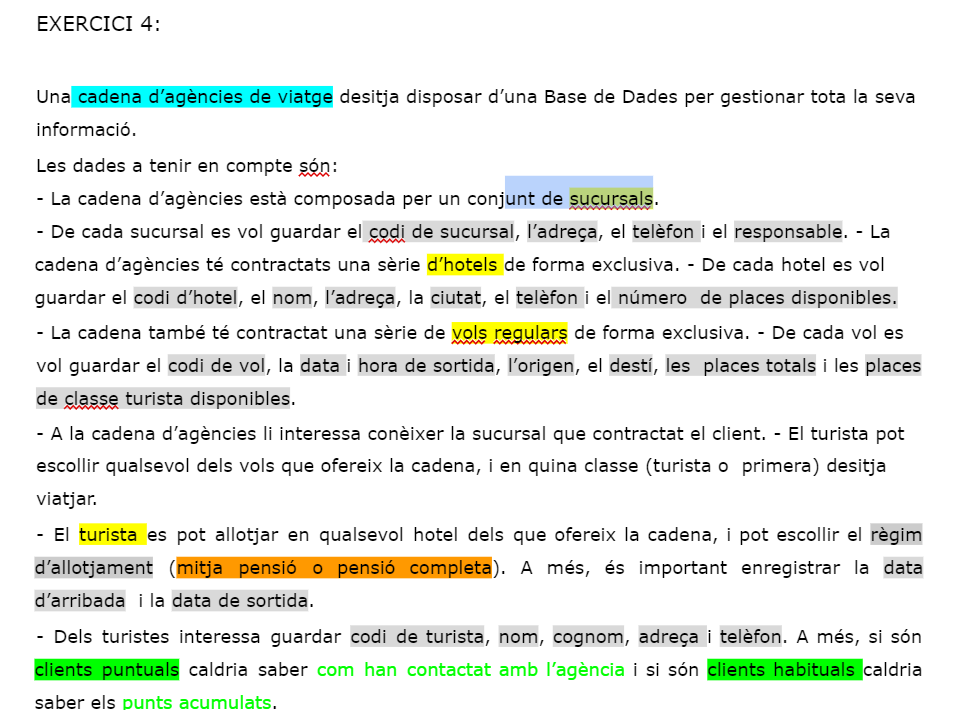 EXERCICI 4:
Una cadena d’agències de viatge desitja disposar d’una Base de Dades per gestionar tota la seva
informació.
Les dades a tenir en compte són:
- La cadena d’agències està composada per un conjunt de sucursals.
- De cada sucursal es vol guardar el codi de sucursal, l’adreça, el telèfon i el responsable. - La
cadena d’agències té contractats una sèrie d’hotels de forma exclusiva. - De cada hotel es vol
guardar el codi d’hotel, el nom, l’adreça, la ciutat, el telèfon i el número de places disponibles.
- La cadena també té contractat una sèrie de vols regulars de forma exclusiva. - De cada vol es
vol guardar el codi de vol, la data i hora de sortida, l’origen, el destí, les places totals i les places
de classe turista disponibles.
- A la cadena d’agències li interessa conèixer la sucursal que contractat el client. - El turista pot
escollir qualsevol dels vols que ofereix la cadena, i en quina classe (turista o primera) desitja
viatjar.
- El turista es pot allotjar en qualsevol hotel dels que ofereix la cadena, i pot escollir el règim
d’allotjament (mitja pensió o pensió completa). A més, és important enregistrar la data
d’arribada i la data de sortida.
- Dels turistes interessa guardar codi de turista, nom, cognom, adreça i telèfon. A més, si són
clients puntuals caldria saber com han contactat amb l’agència i si són clients habituals caldria
saber els punts acumulats.